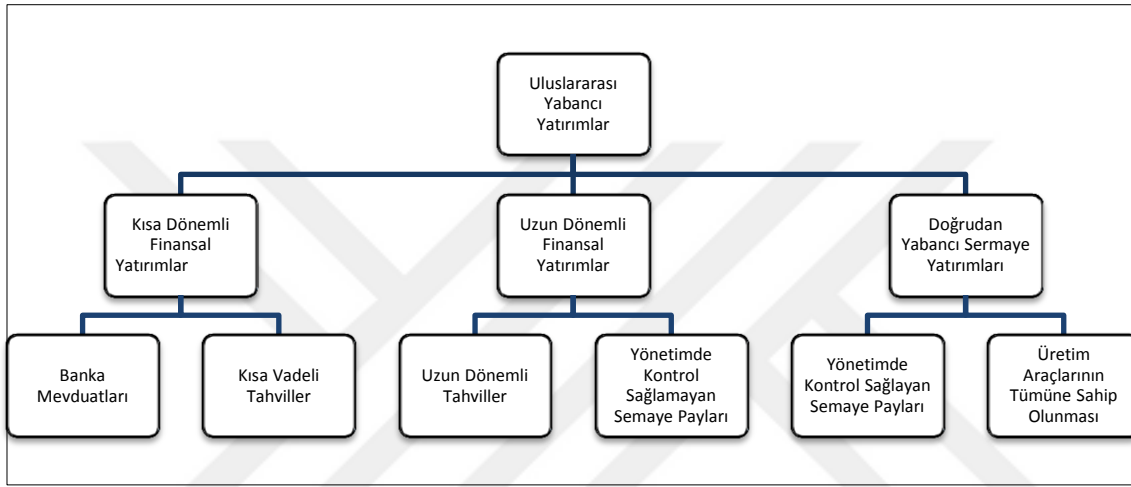 Uluslararası
Yabancı
Yatırımlar
Kısa Dönemli
Finansal
Yatırımlar
Uzun Dönemli
Finansal
Yatırımlar
Doğrudan
Yabancı Sermaye
Yatırımları
Banka
Mevduatları
Kısa Vadeli
Tahviller
Uzun Dönemli
Tahviller
Yönetimde
Kontrol
Sağlamayan
Semaye Payları
Yönetimde
Kontrol Sağlayan
Semaye Payları
Üretim
Araçlarının
Tümüne Sahip
Olunması